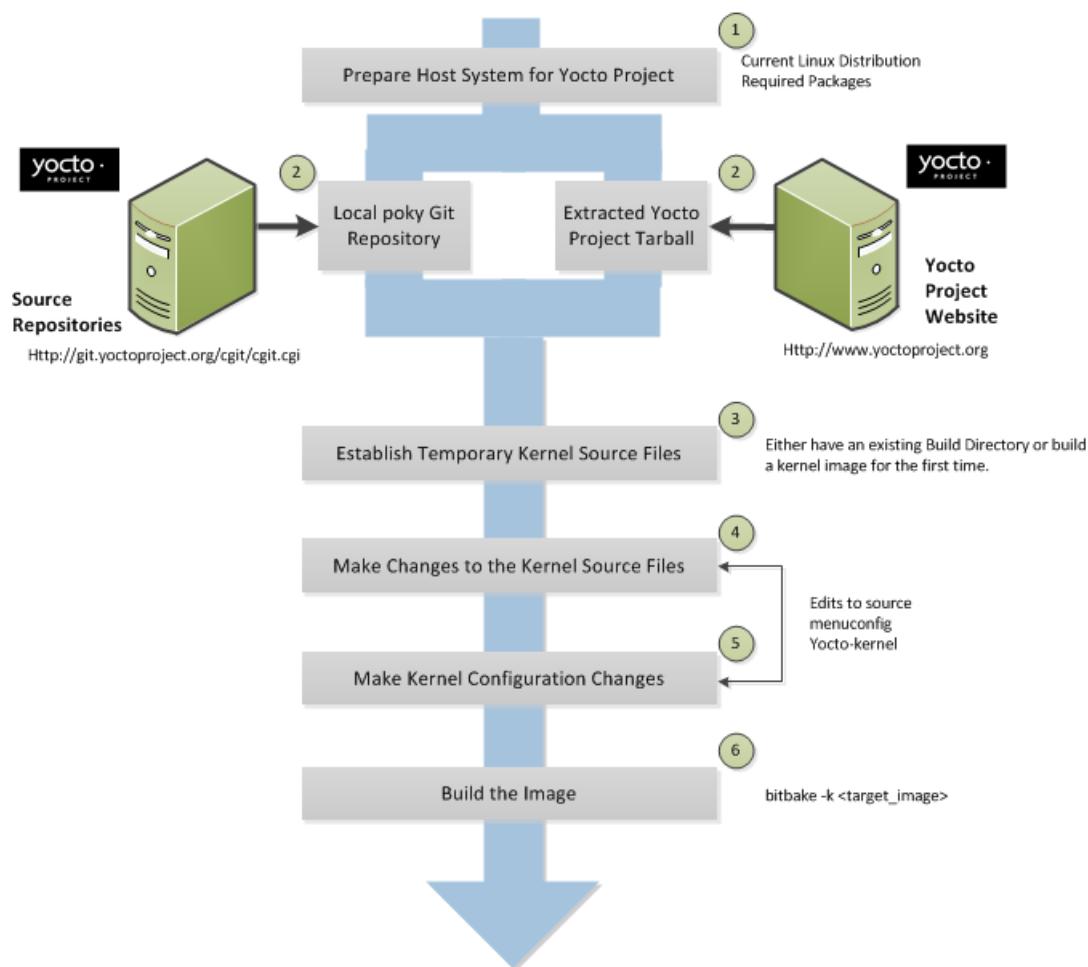 1
Prepare Host System for Yocto Project
Current Linux Distribution
Required Packages
yocto ·
PROJECT
2
Local poky Git
Repository
2
Extracted Yocto
Project Tarball
yocto ·
PROJECT
Source
Repositories
Http://git.yoctoproject.org/cgit/cgit.cgi
Yocto
Project
Website
Http://www.yoctoproject.org
3
Establish Temporary Kernel Source Files
Either have an existing Build Directory or build
a kernel image for the first time.
4
Make Changes to the Kernel Source Files
Edits to source
menuconfig
Yocto-kernel
5
Make Kernel Configuration Changes
6
Build the Image
bitbake -k <target_image>